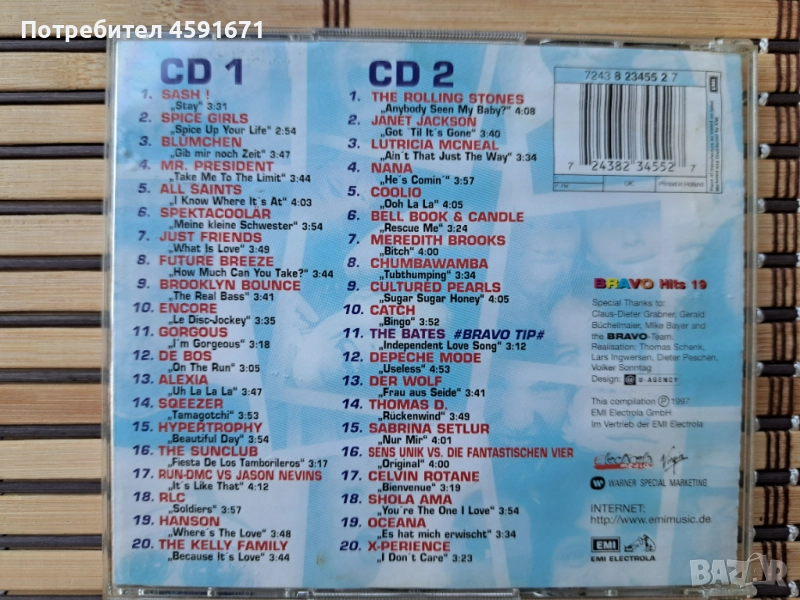 Потребител 4591671
CD 1
1. SASH !
„Stay" 3:31
2. SPICE GIRLS
„Spice Up Your Life" 2:54
3. BLÜMCHEN
„Gib mir noch Zeit" 3:47
4. MR. PRESIDENT
„Take Me To The Limit" 3:44
5. ALL SAINTS
„I Know Where It´s At" 4:03
6. SPEKTACOOLAR
„Meine kleine Schwester" 3:54
7. JUST FRIENDS
„What Is Love" 3:49
8. FUTURE BREEZE
„How Much Can You Take?" 3:44
9. BROOKLYN BOUNCE
„The Real Bass" 3:41
10. ENCORE
„Le Disc-Jockey" 3:35
11. GORGOUS
„I´m Gorgeous" 3:18
12. DE BOS
„On The Run" 3:05
13. ALEXIA
„Uh La La La" 3:47
14. SQEEZER
„Tamagotchi" 3:53
15. HYPERTROPHY
„Beautiful Day" 3:54
16. THE SUNCLUB
„Fiesta De Los Tamborileros" 3:17
17. RUN-DMC VS JASON NEVINS
„It´s Like That" 4:12
18. RLC
„Soldiers" 3:57
19. HANSON
„Where´s The Love" 3:48
20. THE KELLY FAMILY
„Because It´s Love" 3:44
CD 2
1. THE ROLLING STONES
„Anybody Seen My Baby?" 4:08
2. JANET JACKSON
„Got ´Til It´s Gone" 3:40
3. LUTRICIA MCNEAL
„Ain´t That Just The Way" 3:34
4. NANA
„He´s Comin´" 3:57
5. COOLIO
„Ooh La La" 4:05
6. BELL BOOK & CANDLE
„Rescue Me" 3:24
7. MEREDITH BROOKS
„Bitch" 4:00
8. CHUMBAWAMBA
„Tubthumping" 3:34
9. CULTURED PEARLS
„Sugar Sugar Honey" 4:05
10. CATCH
„Bingo" 3:52
11. THE BATES #BRAVO TIP#
„Independent Love Song" 3:12
12. DEPECHE MODE
„Useless" 4:53
13. DER WOLF
„Frau aus Seide" 3:41
14. THOMAS D.
„Rückenwind" 3:49
15. SABRINA SETLUR
„Nur Mir" 4:01
16. SENS UNIK VS. DIE FANTASTISCHEN VIER
„Original" 4:00
17. CELVIN ROTANE
„Bienvenue" 3:19
18. SHOLA AMA
„You´re The One I Love" 3:54
19. OCEANA
„Es hat mich erwischt" 3:34
20. X-PERIENCE
„I Don´t Care" 3:23
7243 8 23455 2 7
EMI
7 24382 34552 7
UK:
Printed in Holland
BRAVO Hits 19
Special Thanks to:
Claus-Dieter Grabner, Gerald
Büchelmaier, Mike Bayer and
the BRAVO-Team.
Realisation: Thomas Schenk,
Lars Ingwersen, Dieter Peschen,
Volker Sonntag
Design: U-AGENCY
This compilation ℗ 1997
EMI Electrola GmbH
Im Vertrieb der EMI Electrola
Virgin
WARNER SPECIAL MARKETING
INTERNET:
http://www.emimusic.de
EMI
EMI ELECTROLA
BAZAR